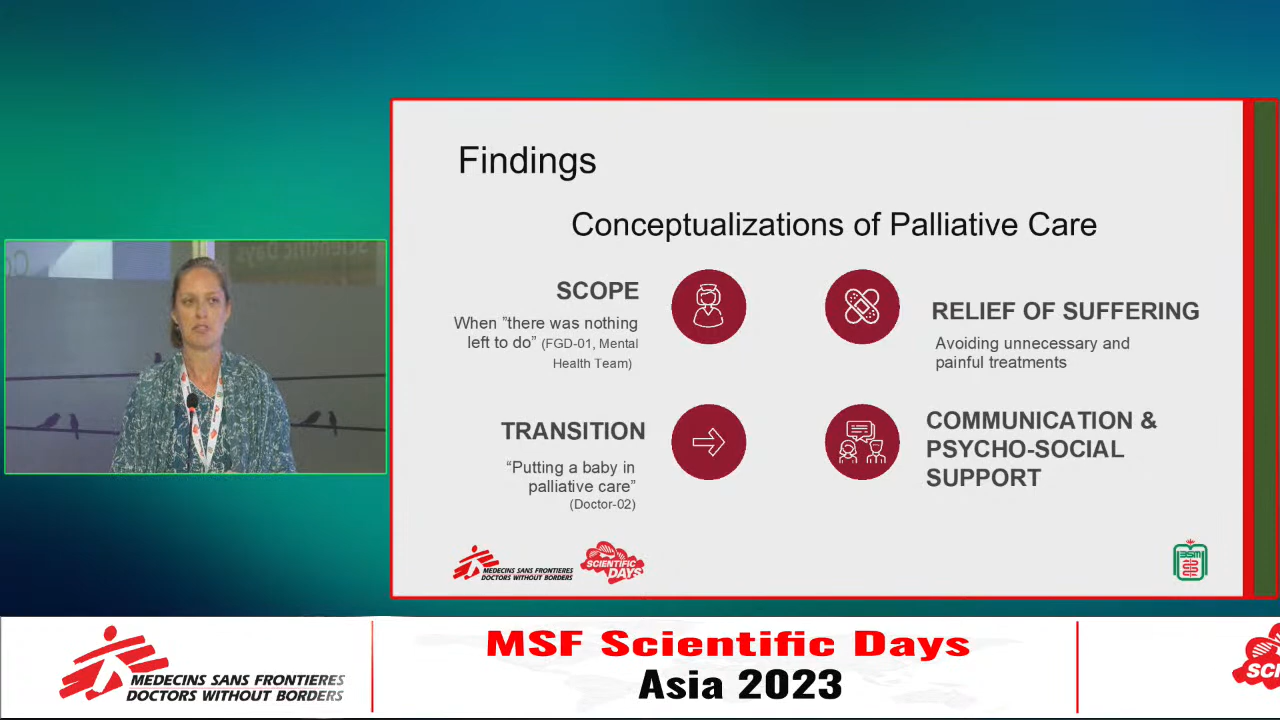 Findings
Conceptualizations of Palliative Care
SCOPE
When ”there was nothing
left to do” (FGD-01, Mental
Health Team)
RELIEF OF SUFFERING
Avoiding unnecessary and
painful treatments
TRANSITION
“Putting a baby in
palliative care”
(Doctor-02)
COMMUNICATION &
PSYCHO-SOCIAL
SUPPORT
MEDECINS SANS FRONTIERES
DOCTORS WITHOUT BORDERS
SCIENTIFIC
DAYS
BSMI
MEDECINS SANS FRONTIERES
DOCTORS WITHOUT BORDERS
MSF Scientific Days
Asia 2023